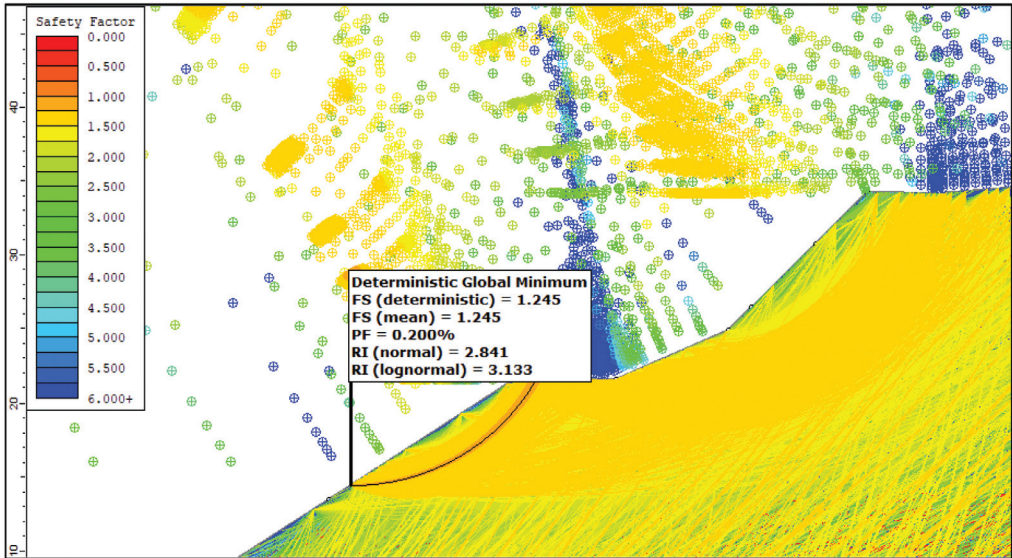 Safety Factor
0.000
0.500
1.000
1.500
2.000
2.500
3.000
3.500
4.000
4.500
5.000
5.500
6.000+
40
30
20
10
Deterministic Global Minimum
FS (deterministic) = 1.245
FS (mean) = 1.245
PF = 0.200%
RI (normal) = 2.841
RI (lognormal) = 3.133